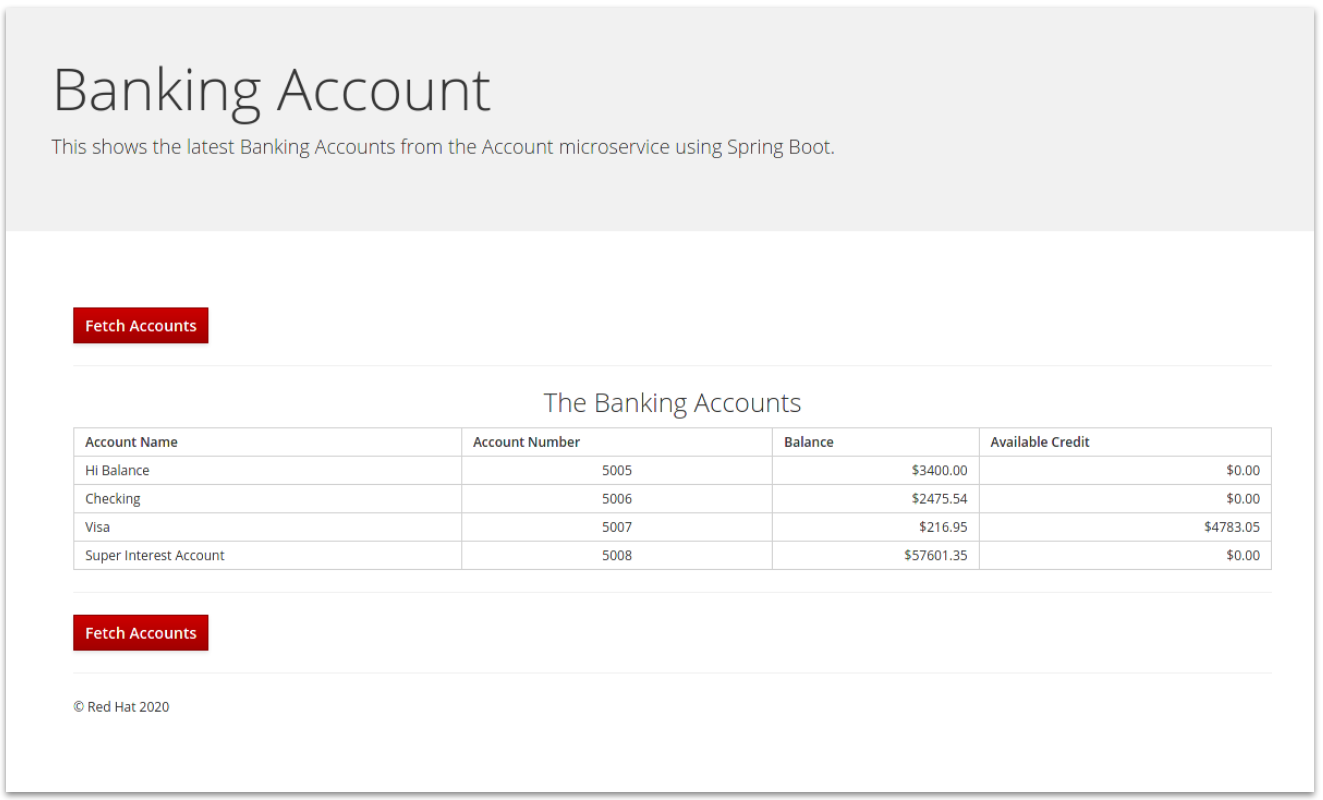 Banking Account
This shows the latest Banking Accounts from the Account microservice using Spring Boot.
Fetch Accounts
The Banking Accounts
Account Name Account Number Balance Available Credit
Hi Balance 5005 $3400.00 $0.00
Checking 5006 $2475.54 $0.00
Visa 5007 $216.95 $4783.05
Super Interest Account 5008 $57601.35 $0.00
Fetch Accounts
© Red Hat 2020